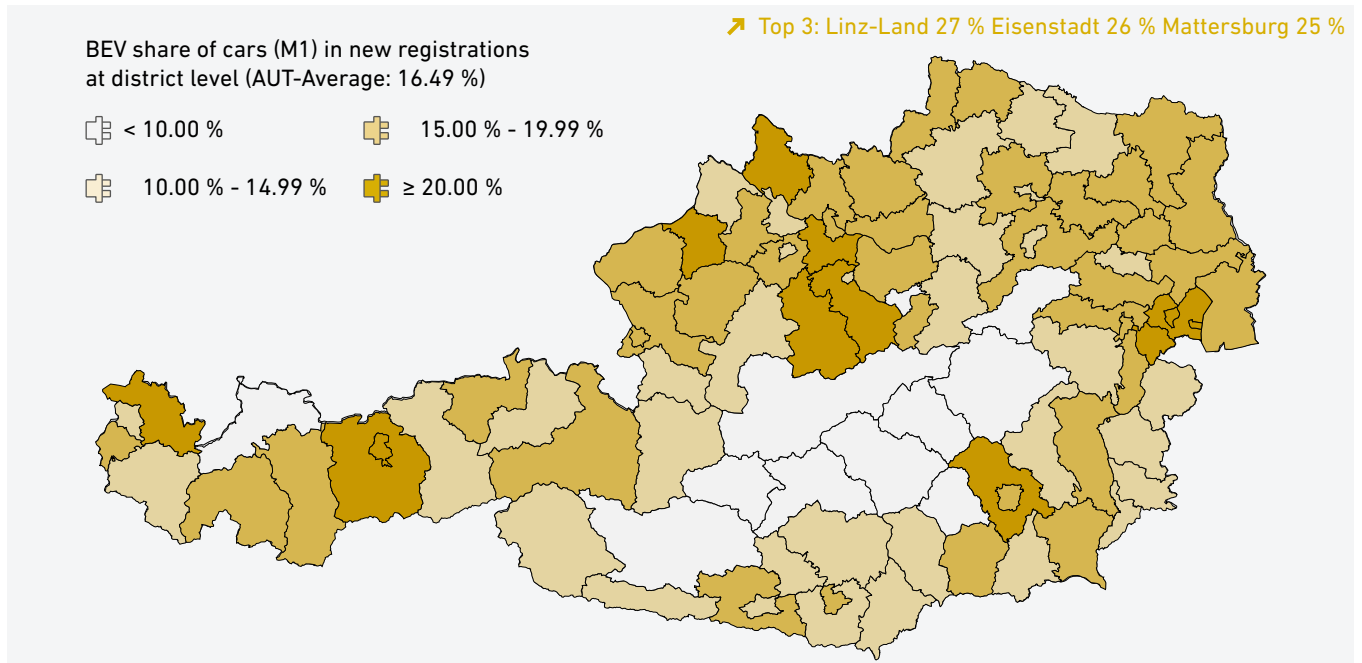 ↗ Top 3: Linz-Land 27 % Eisenstadt 26 % Mattersburg 25 %
BEV share of cars (M1) in new registrations
at district level (AUT-Average: 16.49 %)
< 10.00 %
15.00 % - 19.99 %
10.00 % - 14.99 %
≥ 20.00 %